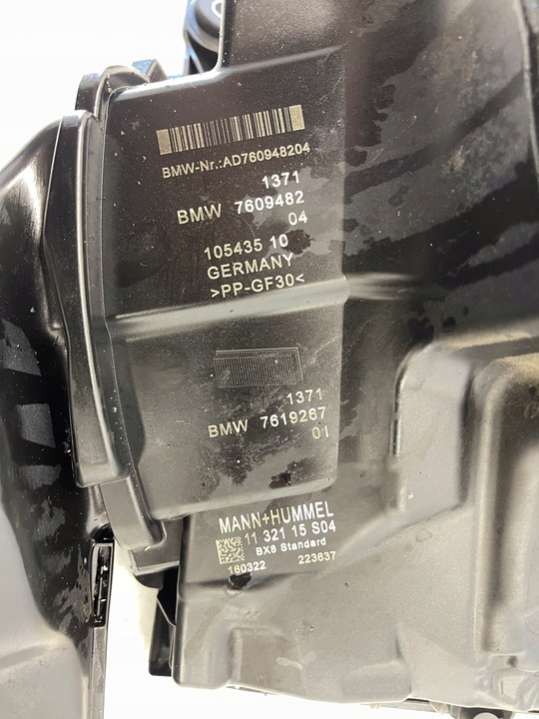 BMW-Nr.:AD760948204
1371
BMW 7609482
04
105435 10
GERMANY
>PP-GF30<
1371
BMW 7619267
01
MANN+HUMMEL
11 321 15 S04
BX8 Standard
160322 223637